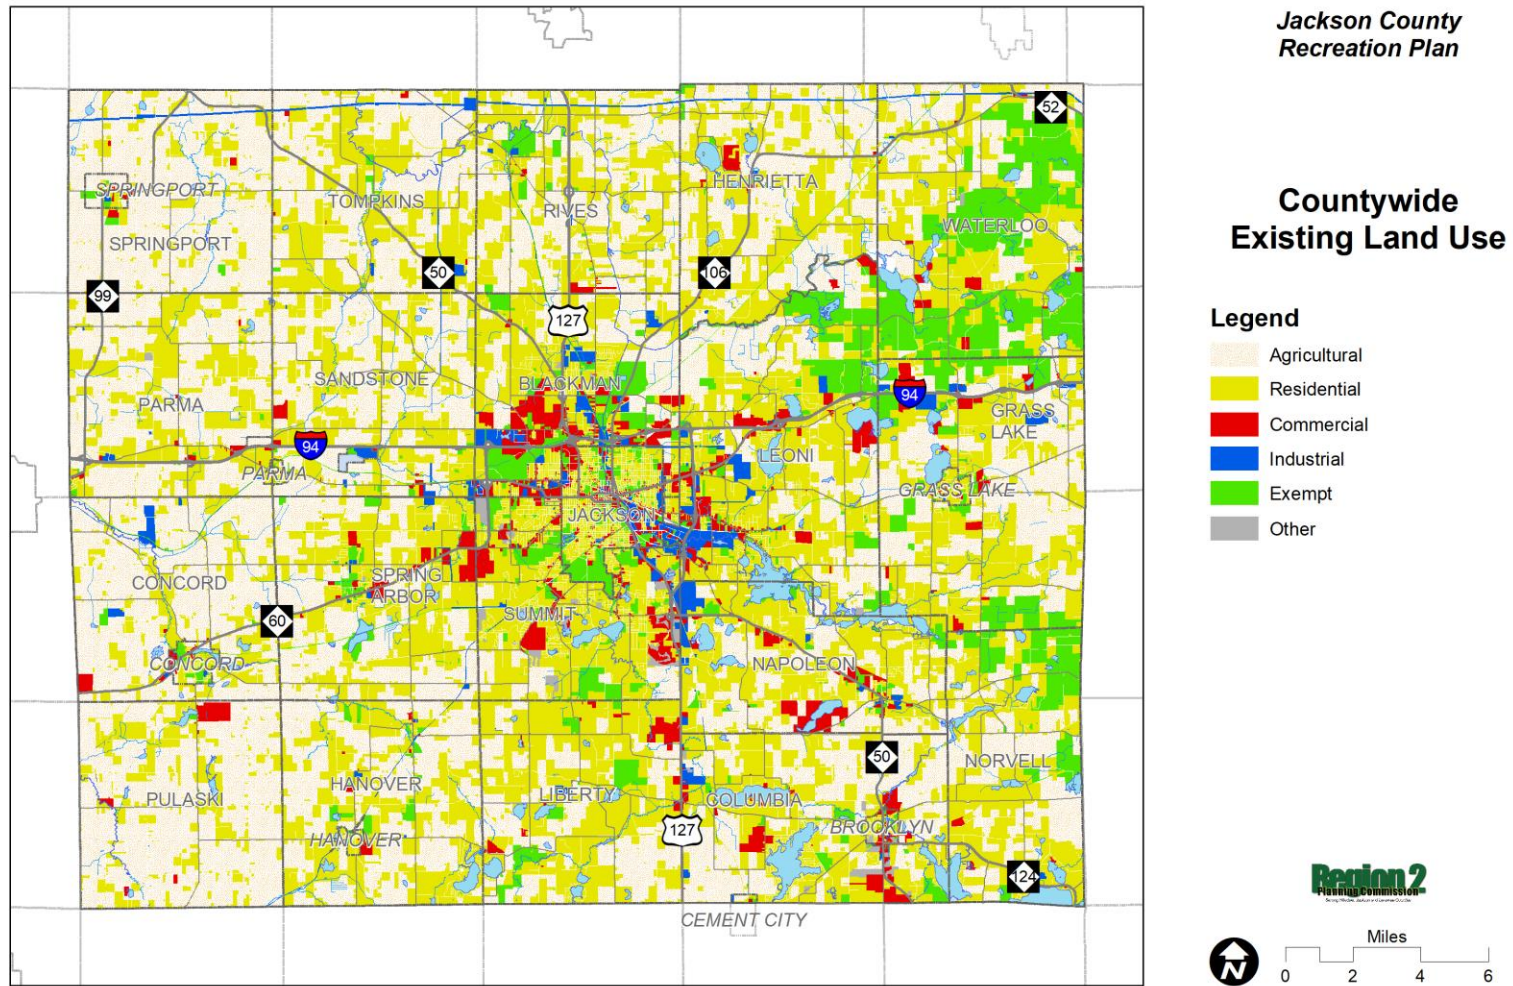 Jackson County
Recreation Plan
52
SPRINGPORT
TOMPKINS
RIVES
HENRIETTA
WATERLOO
Countywide
Existing Land Use
SPRINGPORT
99
50
106
127
Legend
Agricultural
Residential
Commercial
Industrial
Exempt
Other
PARMA
SANDSTONE
BLACKMAN
94
GRASS
LAKE
94
PARMA
LEONI
GRASS LAKE
JACKSON
CONCORD
SPRING
ARBOR
60
SUMMIT
CONCORD
NAPOLEON
50
NORVELL
PULASKI
HANOVER
LIBERTY
COLUMBIA
HANOVER
127
BROOKLYN
124
CEMENT CITY
Region 2
Planning Commission
Miles
0 2 4 6
N